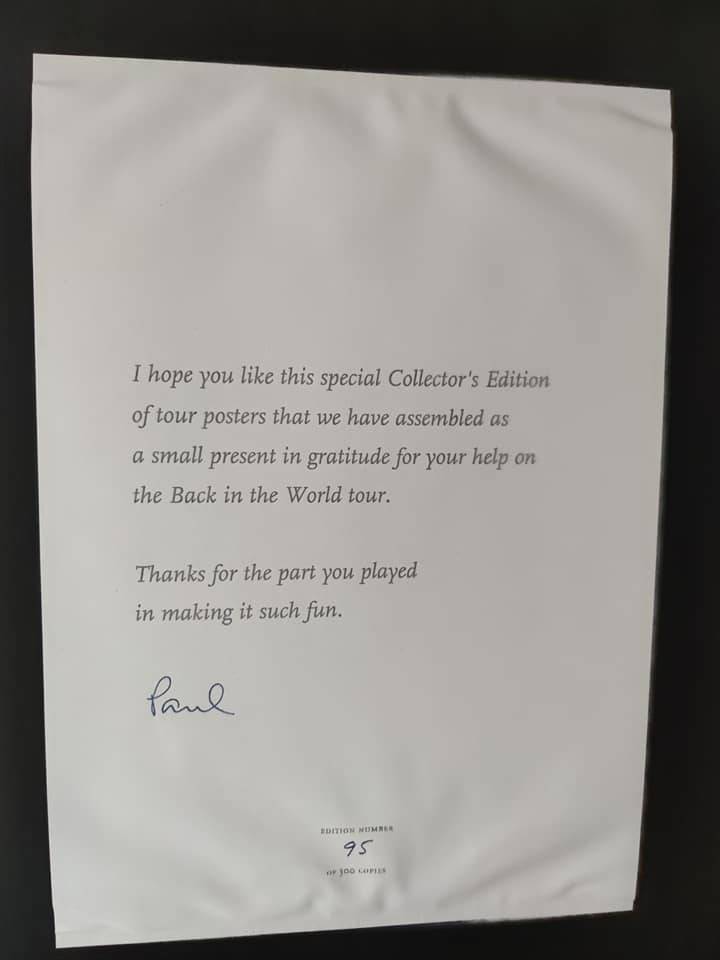 I hope you like this special Collector's Edition
of tour posters that we have assembled as
a small present in gratitude for your help on
the Back in the World tour.
Thanks for the part you played
in making it such fun.
Paul
EDITION NUMBER
95
OF 300 COPIES